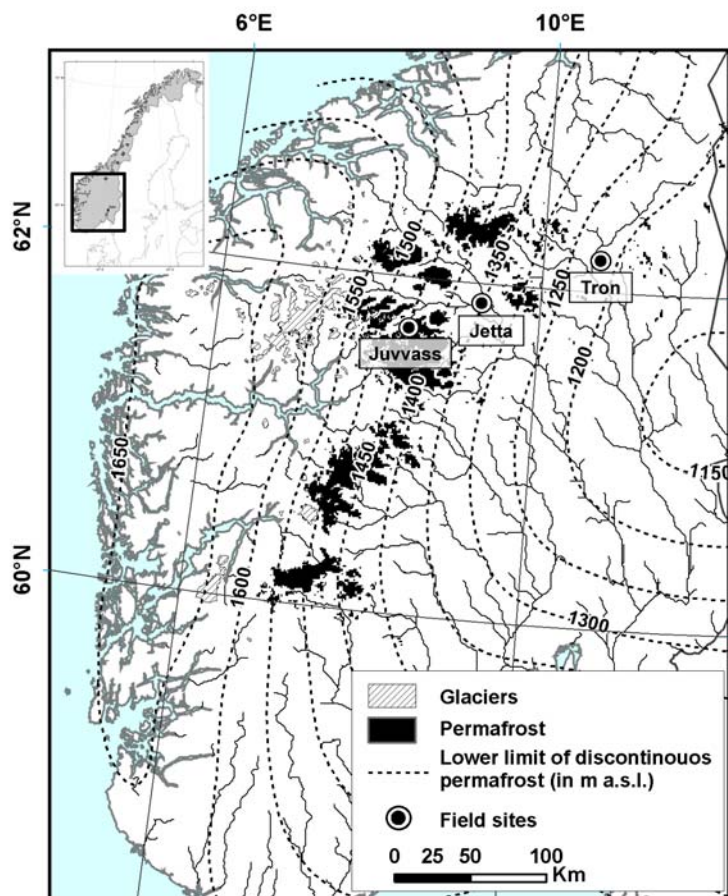 6°E
10°E
62°N
60°N
1500
1350
1550
1250
Tron
Jetta
Juvvass
1200
1400
1650
1450
1150
1600
1300
Glaciers
Permafrost
Lower limit of discontinouos
permafrost (in m a.s.l.)
Field sites
0 25 50 100
Km